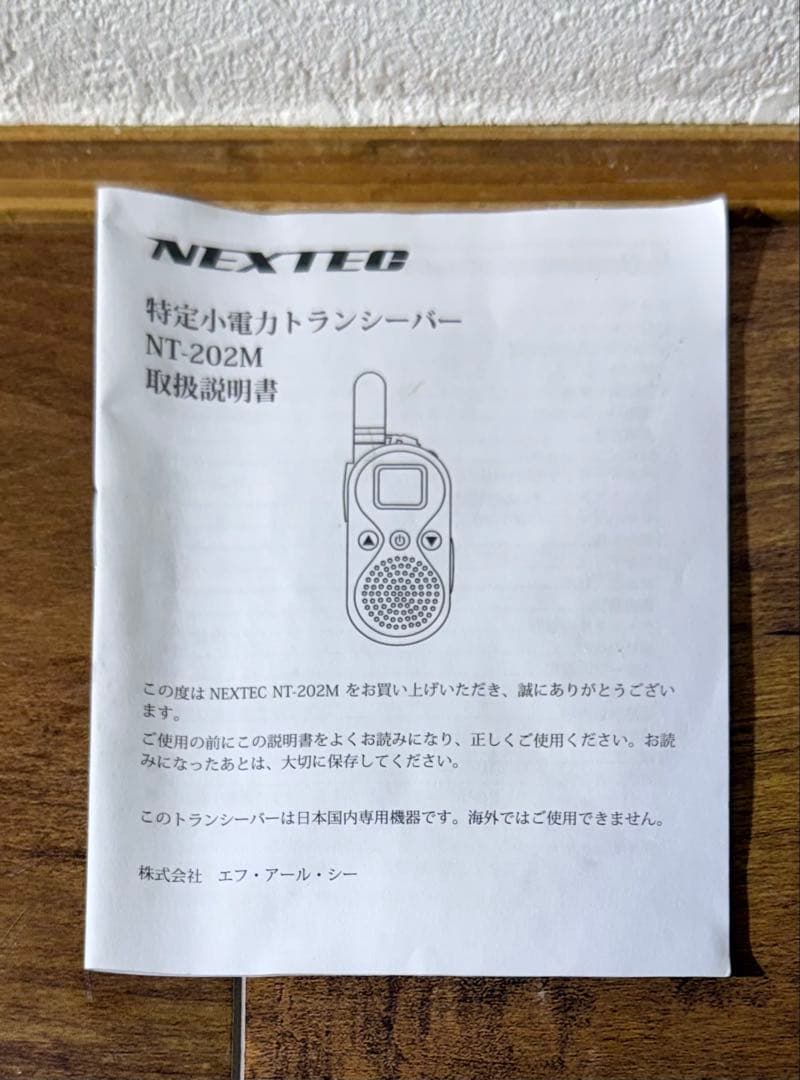 NEXTEC
特定小電力トランシーバー
NT-202M
取扱説明書
この度は NEXTEC NT-202M をお買い上げいただき、誠にありがとうござい
ます。
ご使用の前にこの説明書をよくお読みになり、正しくご使用ください。お読
みになったあとは、大切に保存してください。
このトランシーバーは日本国内専用機器です。海外ではご使用できません。
株式会社　エフ・アール・シー